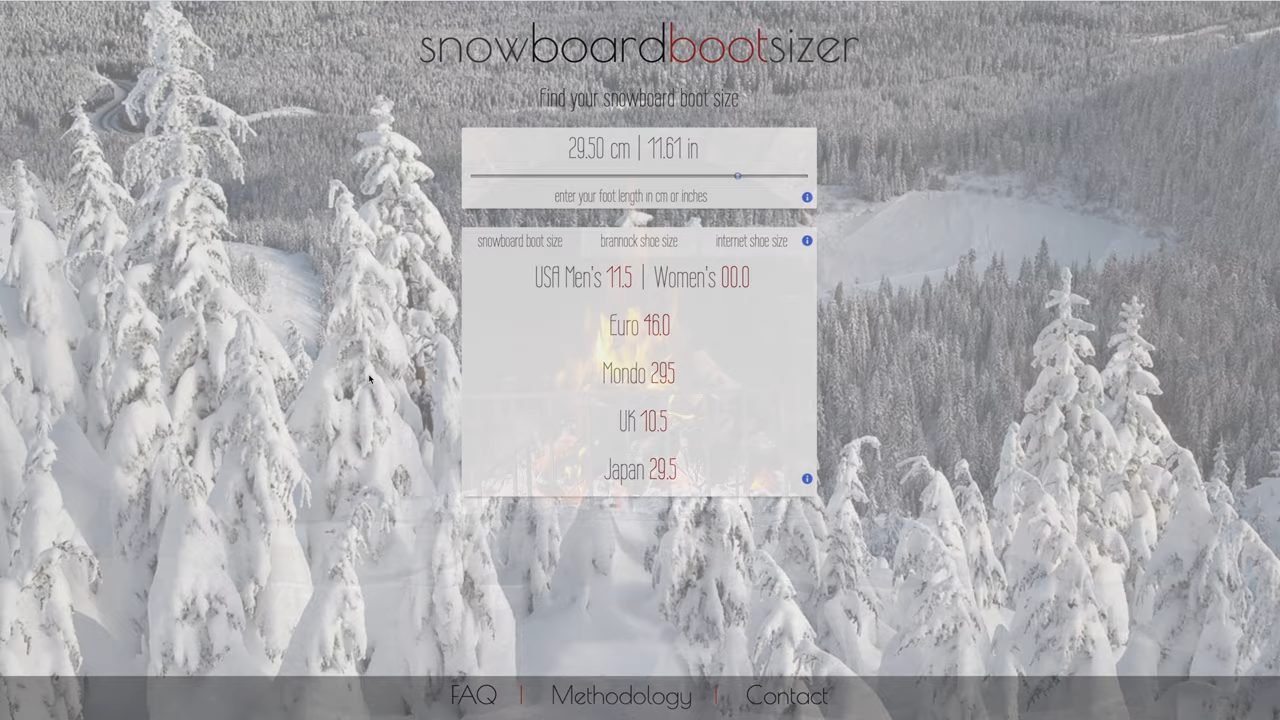 snowboardbootsizer
find your snowboard boot size
29.50 cm | 11.61 in
enter your foot length in cm or inches
i
snowboard boot size brannock shoe size internet shoe size i
USA Men's 11.5 | Women's 00.0
Euro 46.0
Mondo 295
UK 10.5
Japan 29.5
i
FAQ | Methodology | Contact